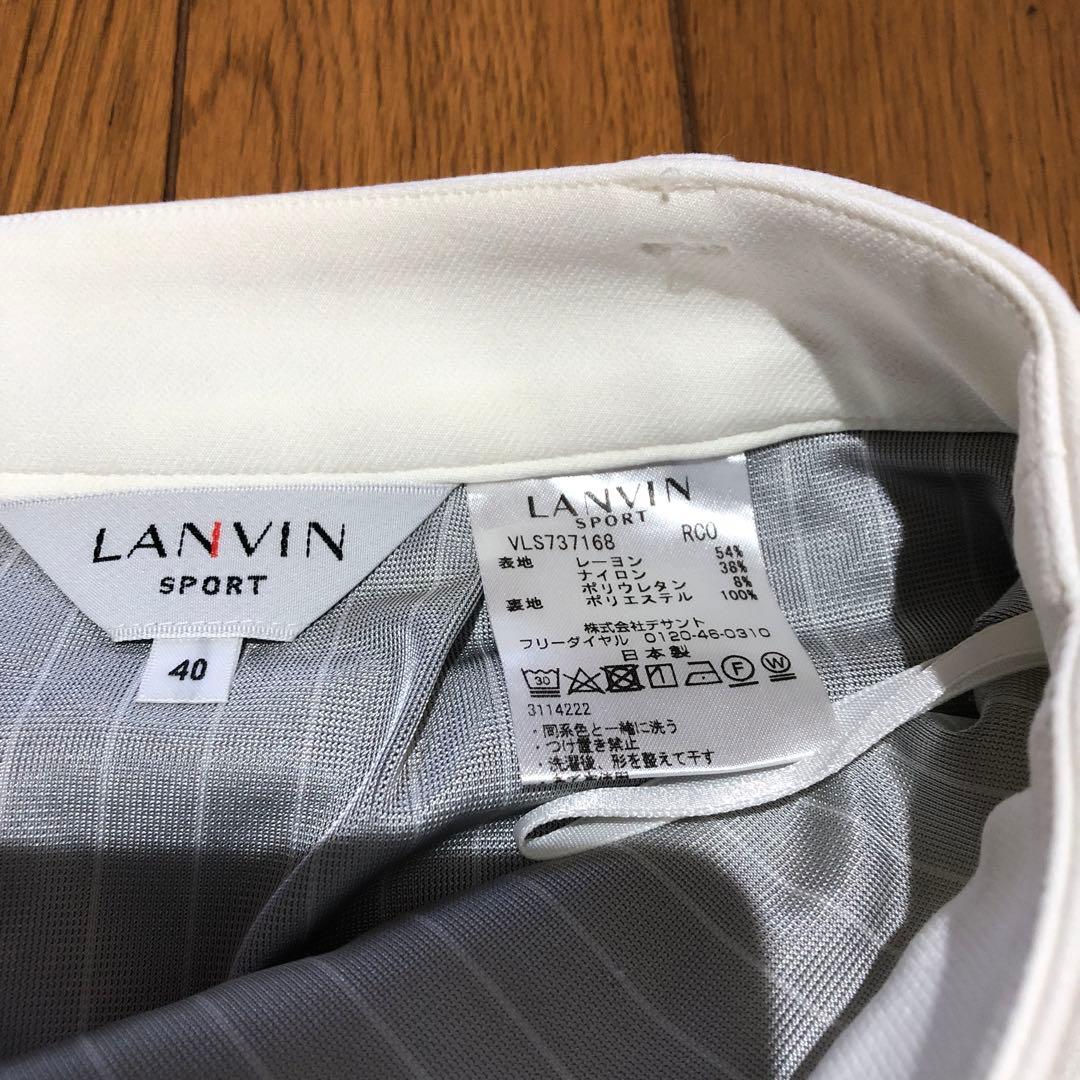 LANVIN
SPORT
40
LANVIN
SPORT
VLS737168 RCO
表地 レーヨン 54%
ナイロン 38%
ポリウレタン 8%
裏地 ポリエステル 100%
株式会社デサント
フリーダイヤル 0120-46-0310
日本製
30 F W
3114222
・同系色と一緒に洗う
・つけ置き禁止
・洗濯後、形を整えて干す